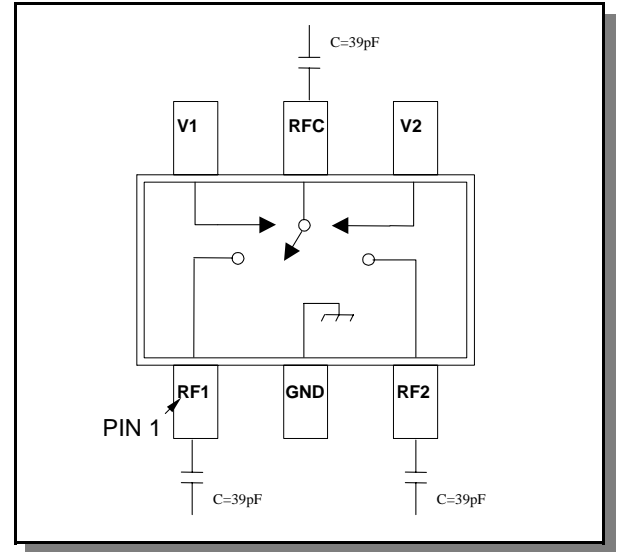 C=39pF
V1 RFC V2
RF1 GND RF2
PIN 1
C=39pF C=39pF